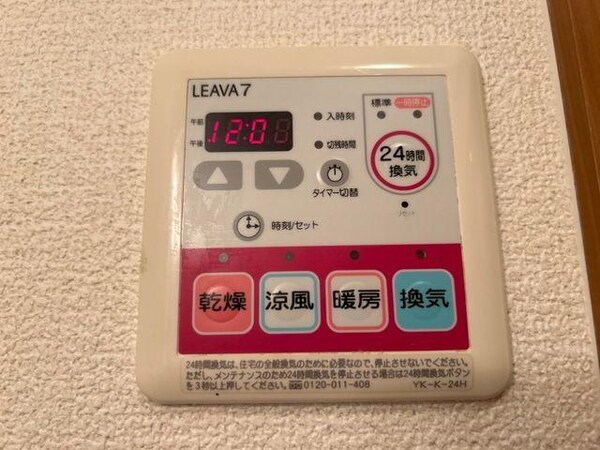 LEAVA7
標準 一時停止
午前
午後
入時刻
切残時間
24時間
換気
タイマー切替
リセット
時刻/セット
乾燥 涼風 暖房 換気
24時間換気は、住宅の全般換気のために必要なので、停止させないでください。
ただし、メンテナンスのため24時間換気を停止させる場合は24時間換気ボタン
を3秒以上押してください。 0120-011-408 YK-K-24H